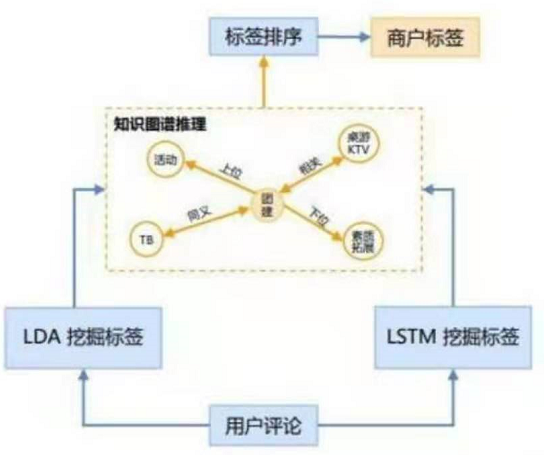 标签排序
商户标签
知识图谱推理
活动
上位
相关
桌游
KTV
团
建
同义
TB
下位
素质
拓展
LDA 挖掘标签
LSTM 挖掘标签
用户评论